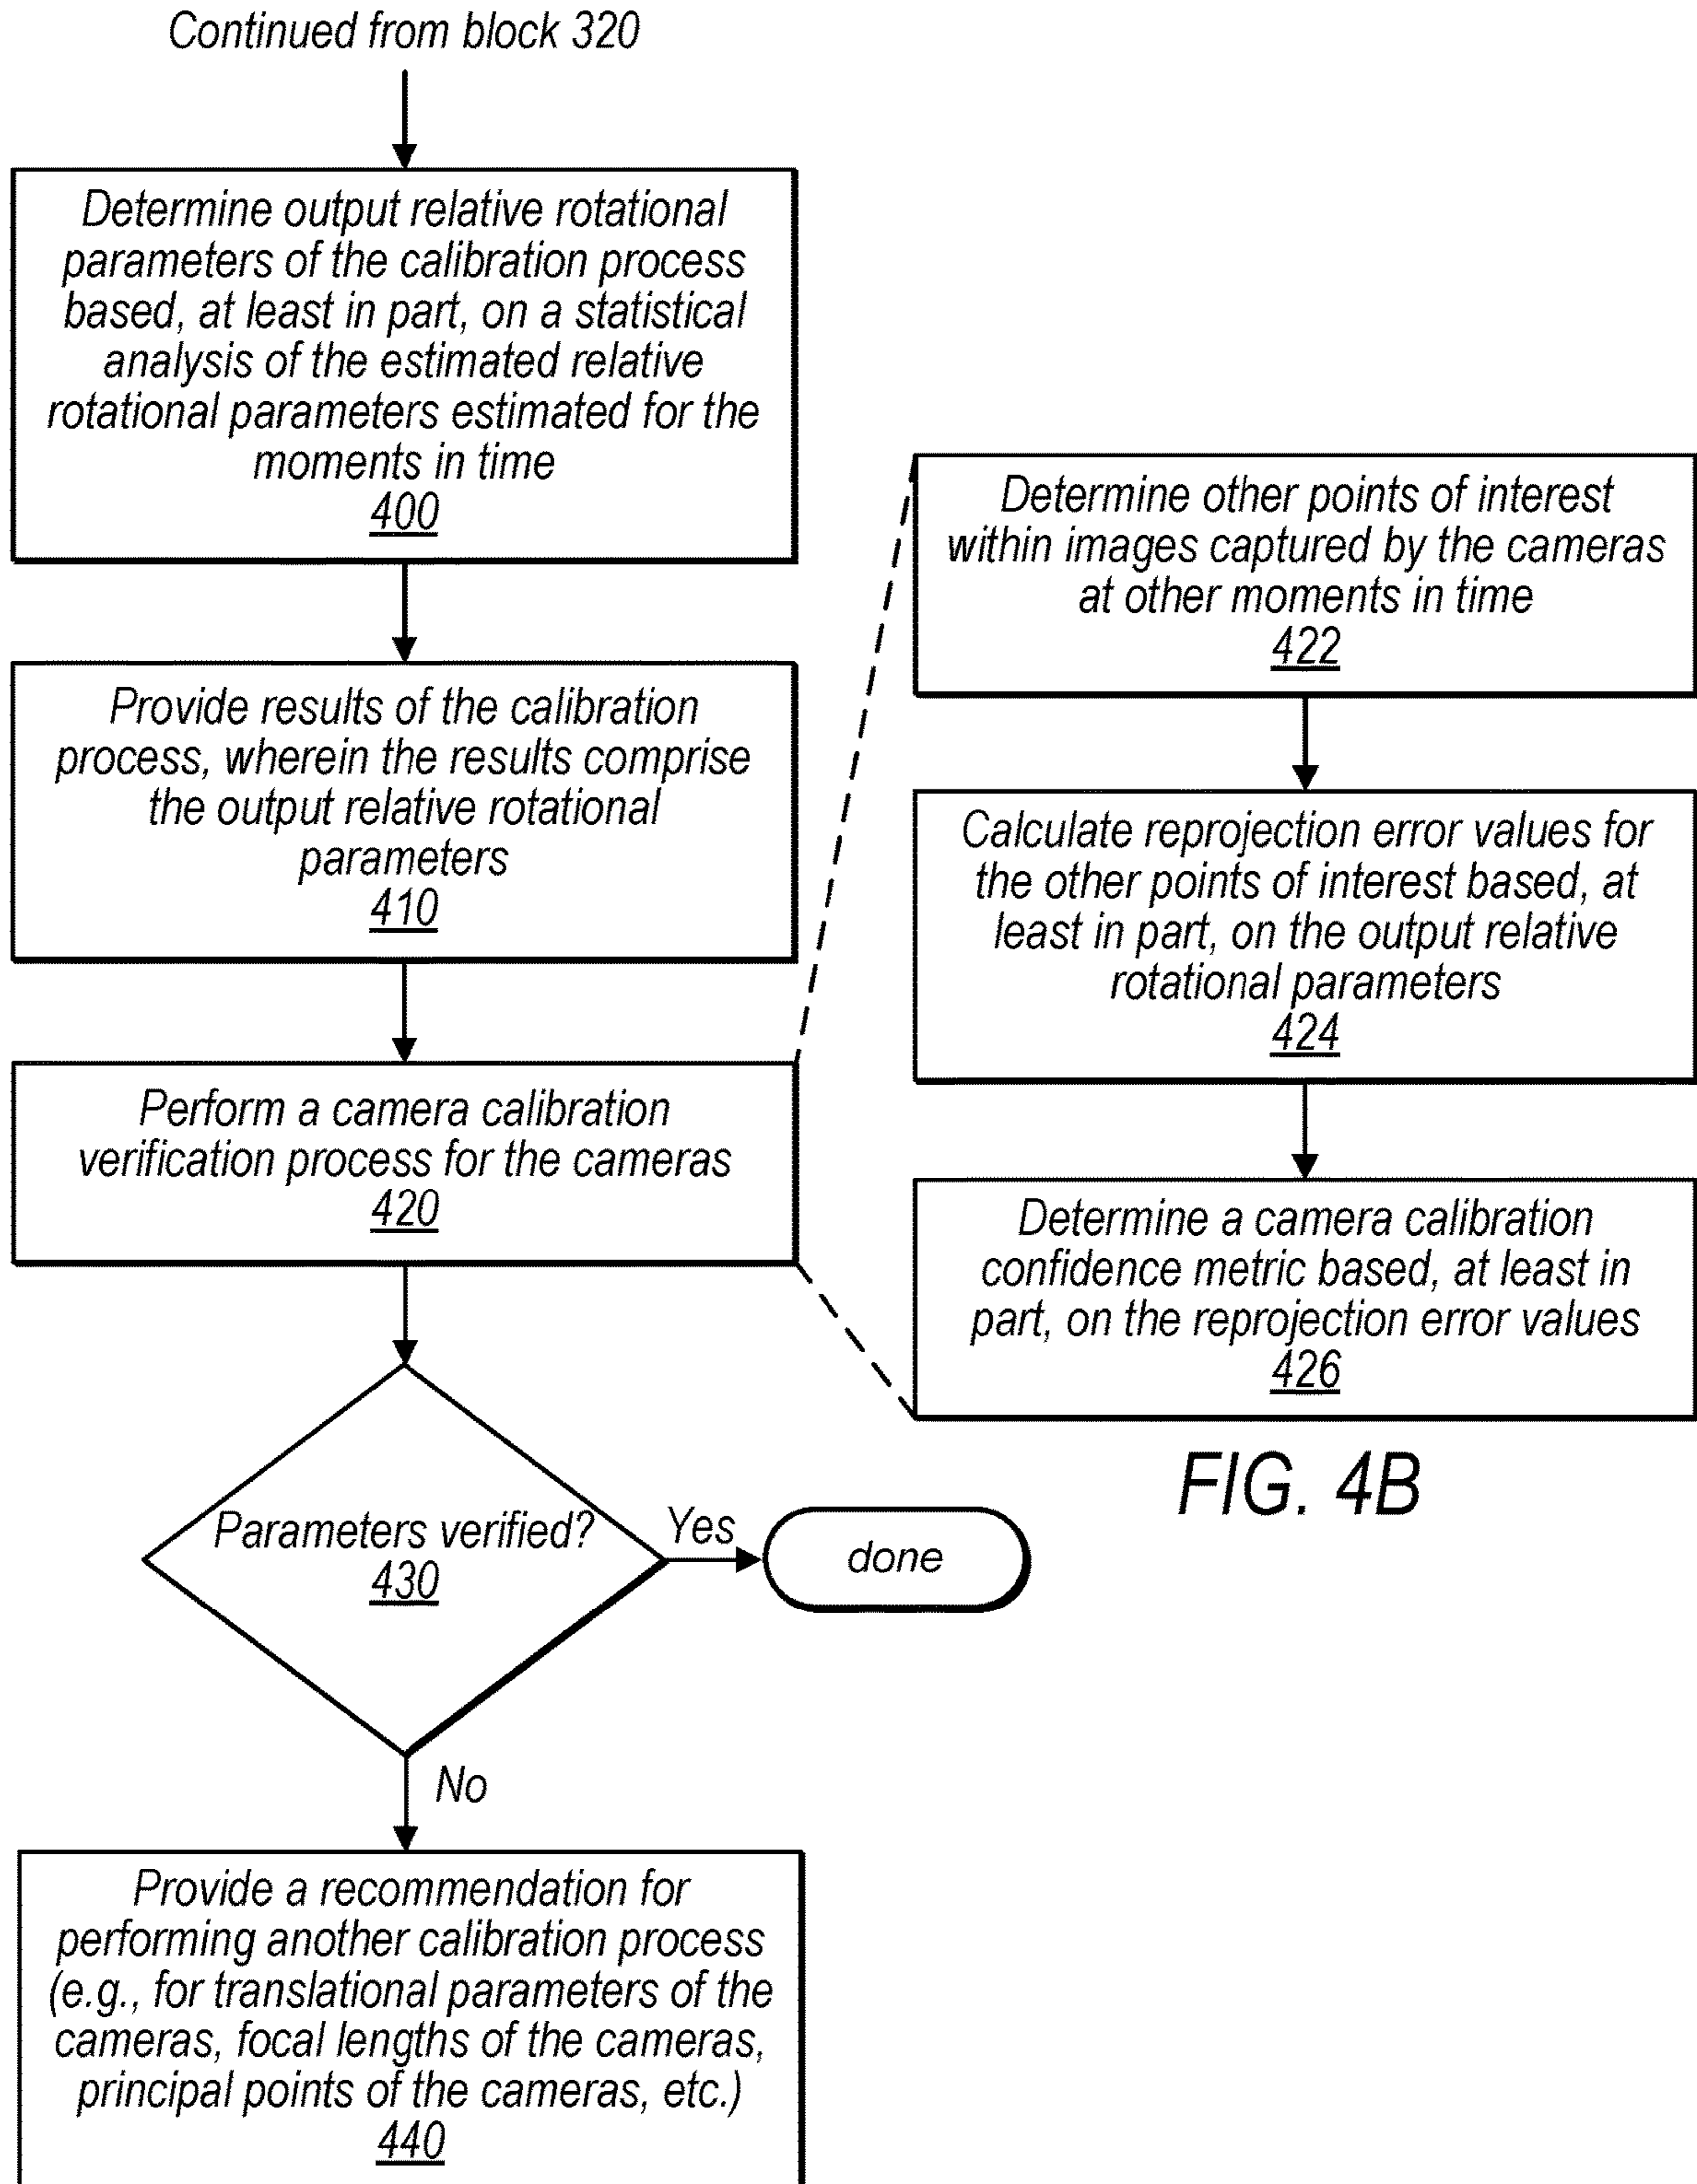 Continued from block 320
Determine output relative rotational
parameters of the calibration process
based, at least in part, on a statistical
analysis of the estimated relative
rotational parameters estimated for the
moments in time
400
Provide results of the calibration
process, wherein the results comprise
the output relative rotational
parameters
410
Perform a camera calibration
verification process for the cameras
420
Parameters verified?
430
Yes
done
No
Provide a recommendation for
performing another calibration process
(e.g., for translational parameters of the
cameras, focal lengths of the cameras,
principal points of the cameras, etc.)
440
Determine other points of interest
within images captured by the cameras
at other moments in time
422
Calculate reprojection error values for
the other points of interest based, at
least in part, on the output relative
rotational parameters
424
Determine a camera calibration
confidence metric based, at least in
part, on the reprojection error values
426
FIG. 4B